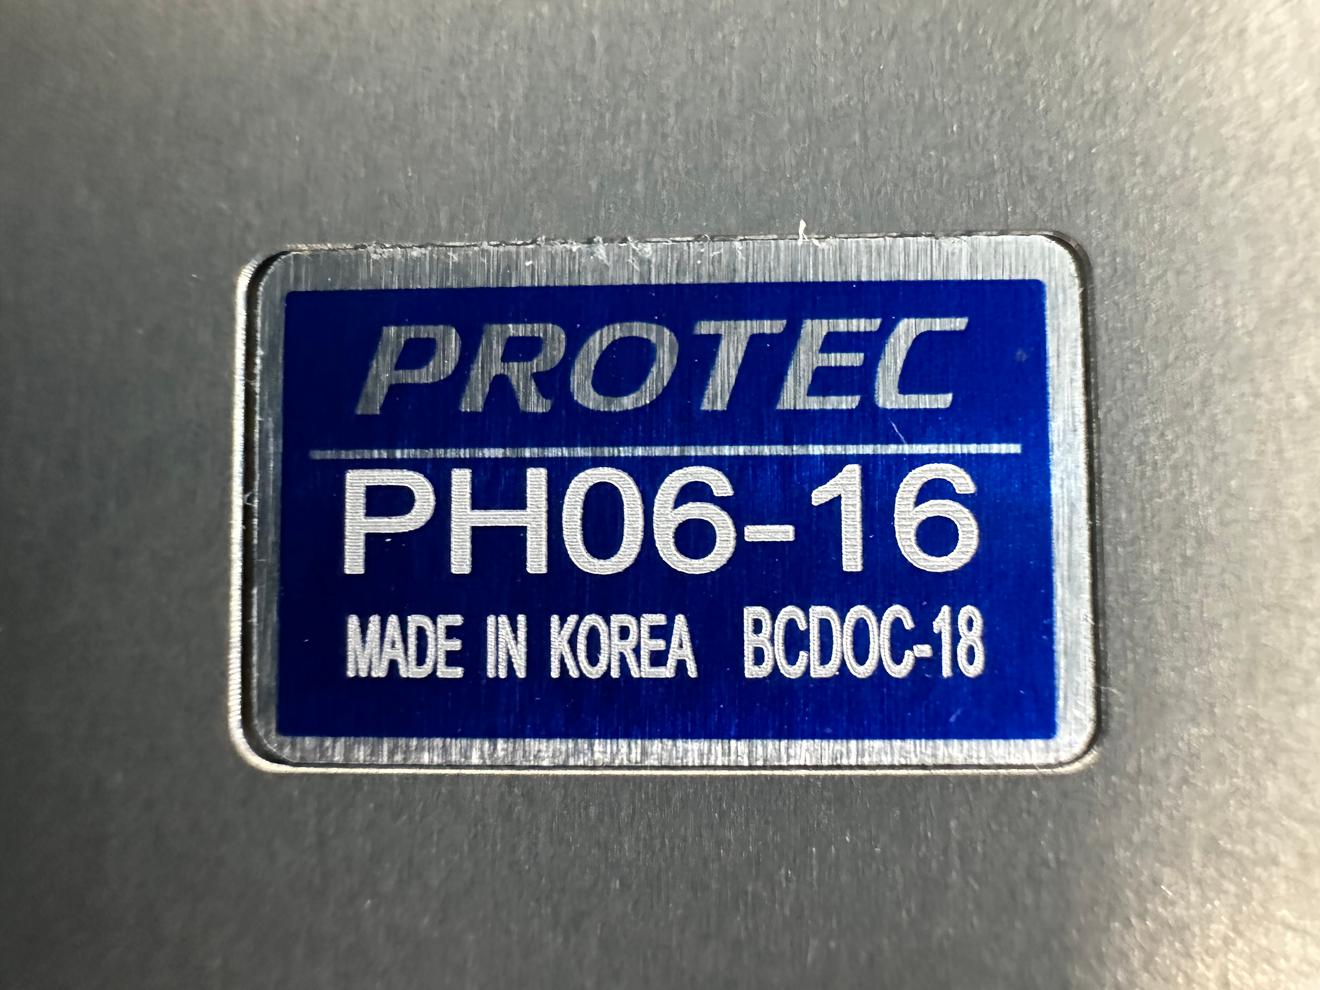 PROTEC
PH06-16
MADE IN KOREA BCDOC-18